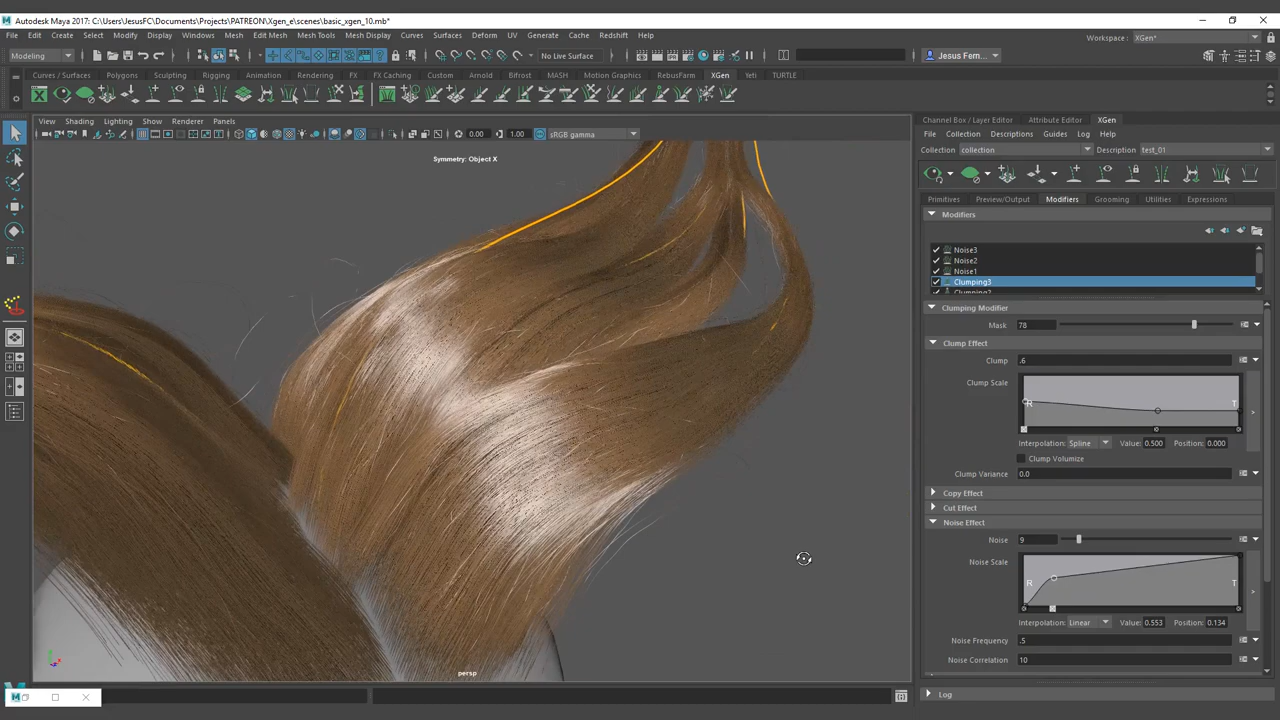 Autodesk Maya 2017: C:\Users\JesusFC\Documents\Projects\PATREON\Xgen_e\scenes\basic_xgen_10.mb*
File Edit Create Select Modify Display Windows Mesh Edit Mesh Mesh Tools Mesh Display Curves Surfaces Deform UV Generate Cache Redshift Help
Workspace : XGen*
Modeling No Live Surface Jesus Fern...
Curves / Surfaces Polygons Sculpting Rigging Animation Rendering FX FX Caching Custom Arnold Bifrost MASH Motion Graphics RebusFarm XGen Yeti TURTLE
View Shading Lighting Show Renderer Panels
0.00 1.00 sRGB gamma
Symmetry: Object X
persp
Channel Box / Layer Editor Attribute Editor XGen
File Collection Descriptions Guides Log Help
Collection collection Description test_01
Primitives Preview/Output Modifiers Grooming Utilities Expressions
Modifiers
Noise3
Noise2
Noise1
Clumping3
Clumping Modifier
Mask 78
Clump Effect
Clump .6
Clump Scale
R T
Interpolation: Spline Value: 0.500 Position: 0.000
Clump Volumize
Clump Variance 0.0
Copy Effect
Cut Effect
Noise Effect
Noise 9
Noise Scale
R T
Interpolation: Linear Value: 0.553 Position: 0.134
Noise Frequency .5
Noise Correlation 10
Log